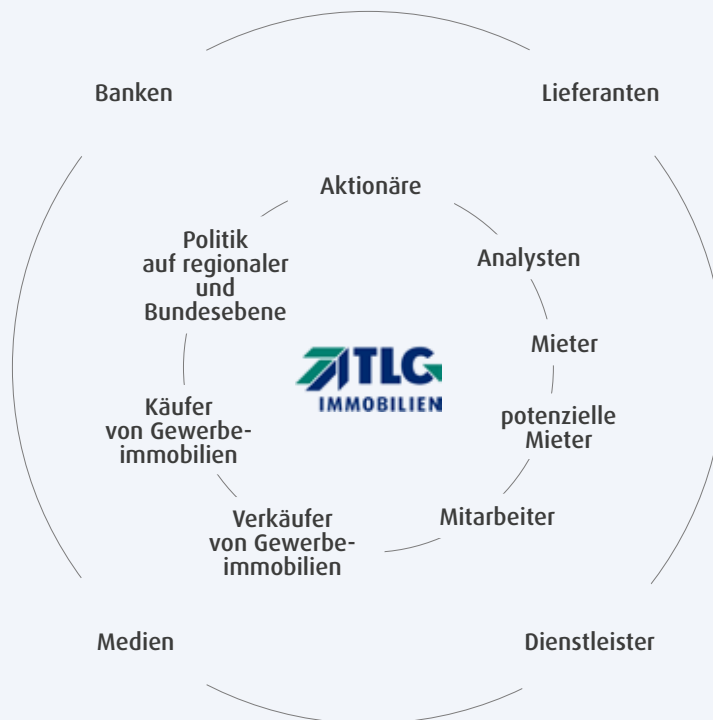 Banken
Lieferanten
Aktionäre
Politik
auf regionaler
und
Bundesebene
Analysten
TLG
IMMOBILIEN
Mieter
Käufer
von Gewerbe-
immobilien
potenzielle
Mieter
Verkäufer
von Gewerbe-
immobilien
Mitarbeiter
Medien
Dienstleister